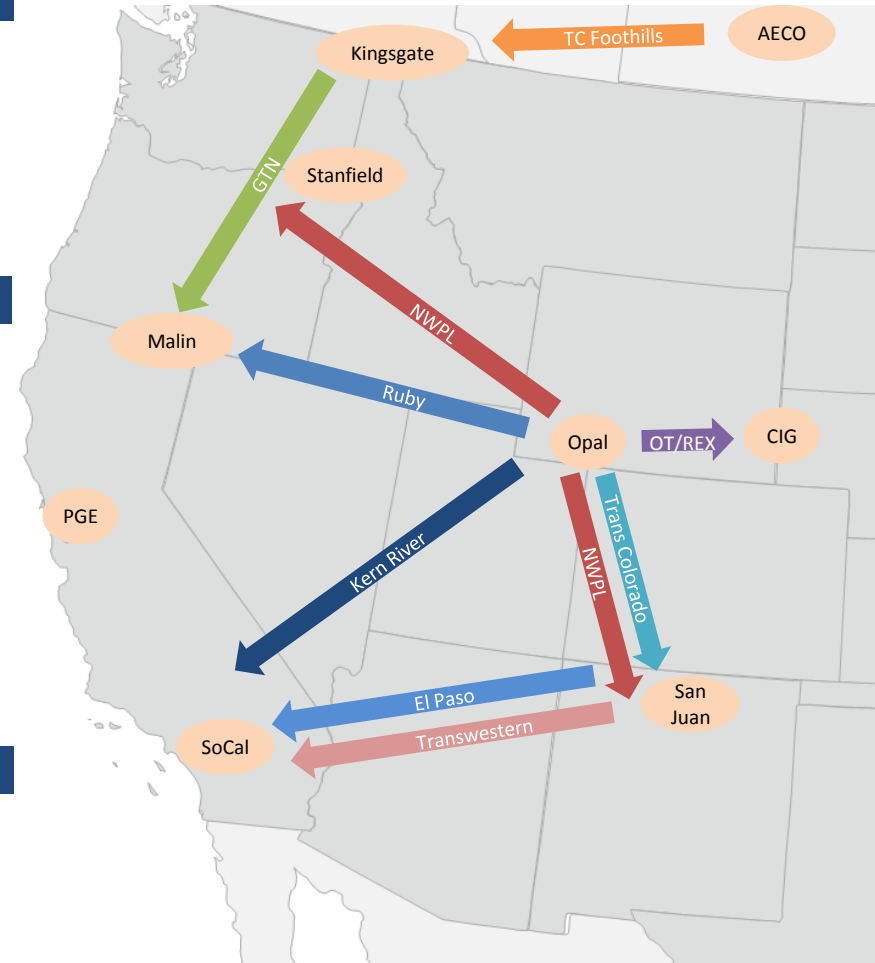 TC Foothills
AECO
Kingsgate
GTN
Stanfield
NWPL
Malin
Ruby
Opal
OT/REX
CIG
PGE
Kern River
NWPL
Trans Colorado
El Paso
San
Juan
Transwestern
SoCal